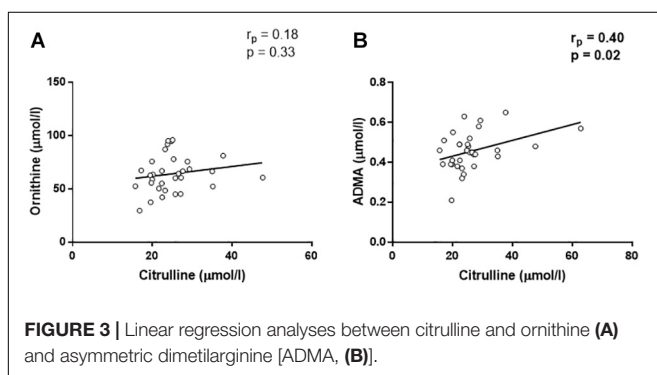 A
rp = 0.18
p = 0.33
Ornithine (µmol/l)
150
100
50
0
0 20 40 60
Citrulline (µmol/l)
B
rp = 0.40
p = 0.02
ADMA (µmol/l)
0.8
0.6
0.4
0.2
0.0
0 20 40 60 80
Citrulline (µmol/l)
FIGURE 3 | Linear regression analyses between citrulline and ornithine (A)
and asymmetric dimetilarginine [ADMA, (B)].